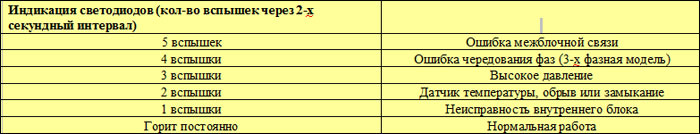 Индикация светодиодов (кол-во вспышек через 2-х
секундный интервал)
5 вспышек Ошибка межблочной связи
4 вспышки Ошибка чередования фаз (3-х фазная модель)
3 вспышки Высокое давление
2 вспышки Датчик температуры, обрыв или замыкание
1 вспышки Неисправность внутреннего блока
Горит постоянно Нормальная работа